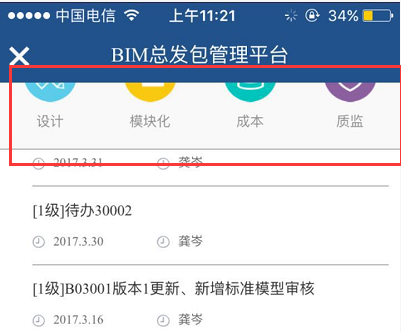 中国电信 上午11:21 34%
BIM总发包管理平台
设计 模块化 成本 质监
2017.3.31 龚岑
[1级]待办30002
2017.3.30 龚岑
[1级]B03001版本1更新、新增标准模型审核
2017.3.16 龚岑